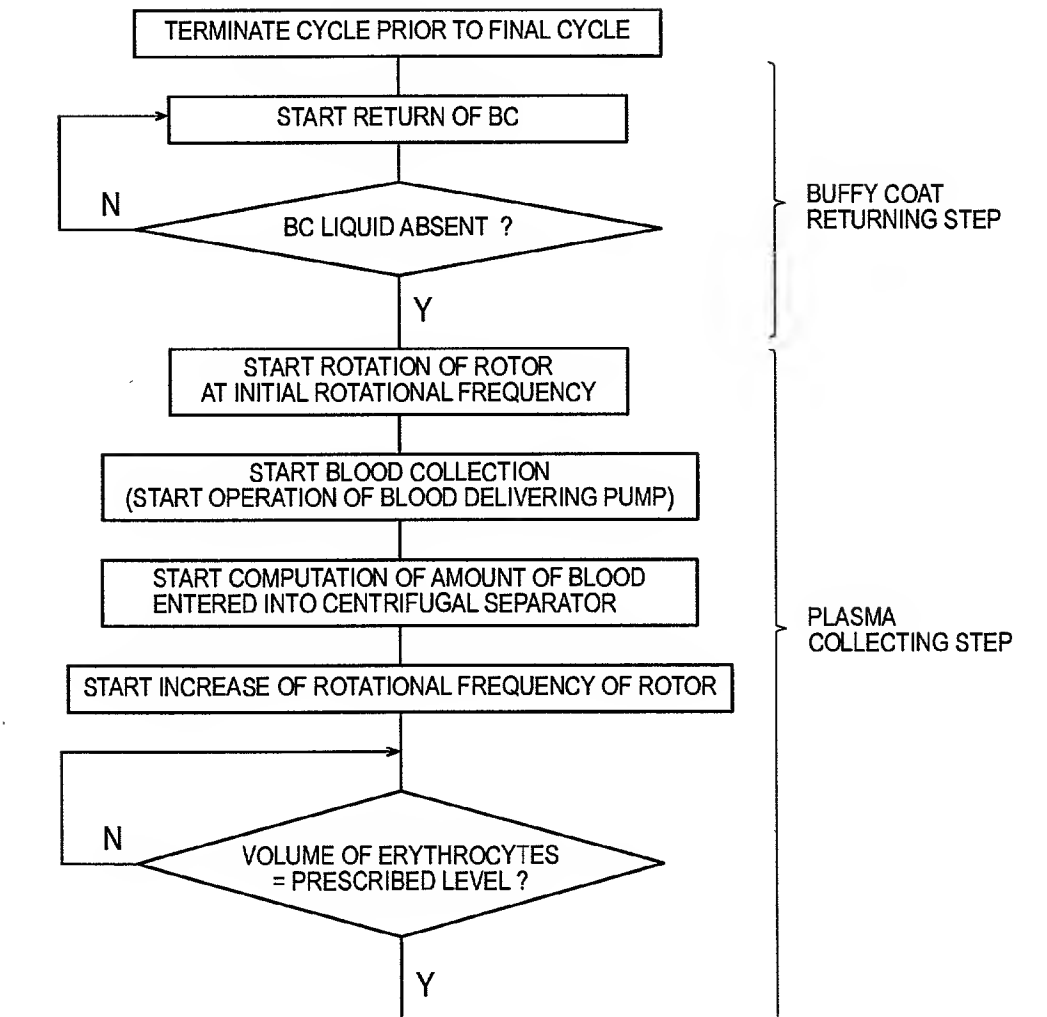 TERMINATE CYCLE PRIOR TO FINAL CYCLE
START RETURN OF BC
N
BC LIQUID ABSENT ?
BUFFY COAT
RETURNING STEP
Y
START ROTATION OF ROTOR
AT INITIAL ROTATIONAL FREQUENCY
START BLOOD COLLECTION
(START OPERATION OF BLOOD DELIVERING PUMP)
START COMPUTATION OF AMOUNT OF BLOOD
ENTERED INTO CENTRIFUGAL SEPARATOR
PLASMA
COLLECTING STEP
START INCREASE OF ROTATIONAL FREQUENCY OF ROTOR
N
VOLUME OF ERYTHROCYTES
= PRESCRIBED LEVEL ?
Y